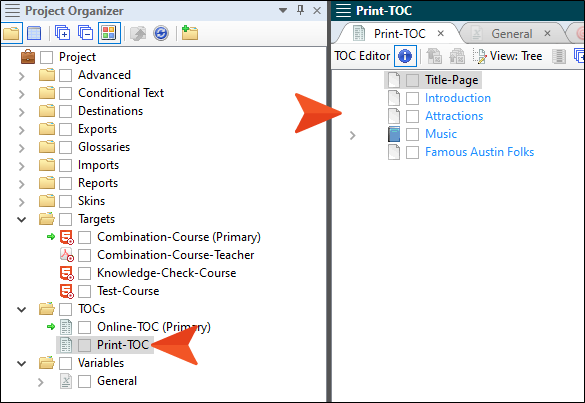 Project Organizer
Project
Advanced
Conditional Text
Destinations
Exports
Glossaries
Imports
Reports
Skins
Targets
Combination-Course (Primary)
Combination-Course-Teacher
Knowledge-Check-Course
Test-Course
TOCs
Online-TOC (Primary)
Print-TOC
Variables
General
Print-TOC
Print-TOC General
TOC Editor View: Tree
Title-Page
Introduction
Attractions
Music
Famous Austin Folks